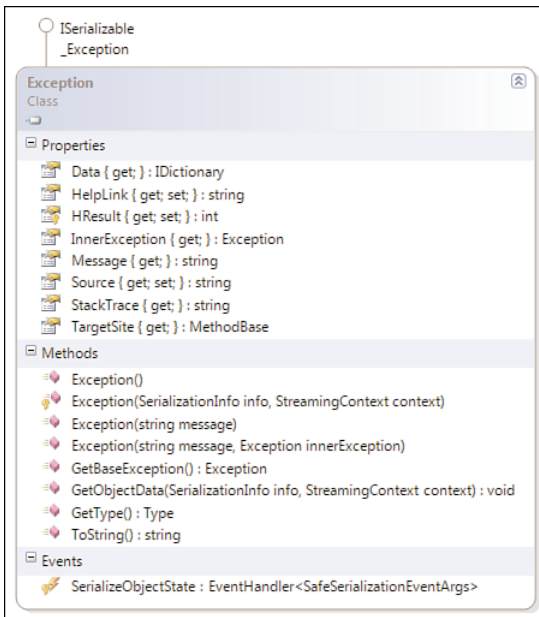 ISerializable
_Exception
Exception
Class
Properties
Data { get; } : IDictionary
HelpLink { get; set; } : string
HResult { get; set; } : int
InnerException { get; } : Exception
Message { get; } : string
Source { get; set; } : string
StackTrace { get; } : string
TargetSite { get; } : MethodBase
Methods
Exception()
Exception(SerializationInfo info, StreamingContext context)
Exception(string message)
Exception(string message, Exception innerException)
GetBaseException() : Exception
GetObjectData(SerializationInfo info, StreamingContext context) : void
GetType() : Type
ToString() : string
Events
SerializeObjectState : EventHandler<SafeSerializationEventArgs>